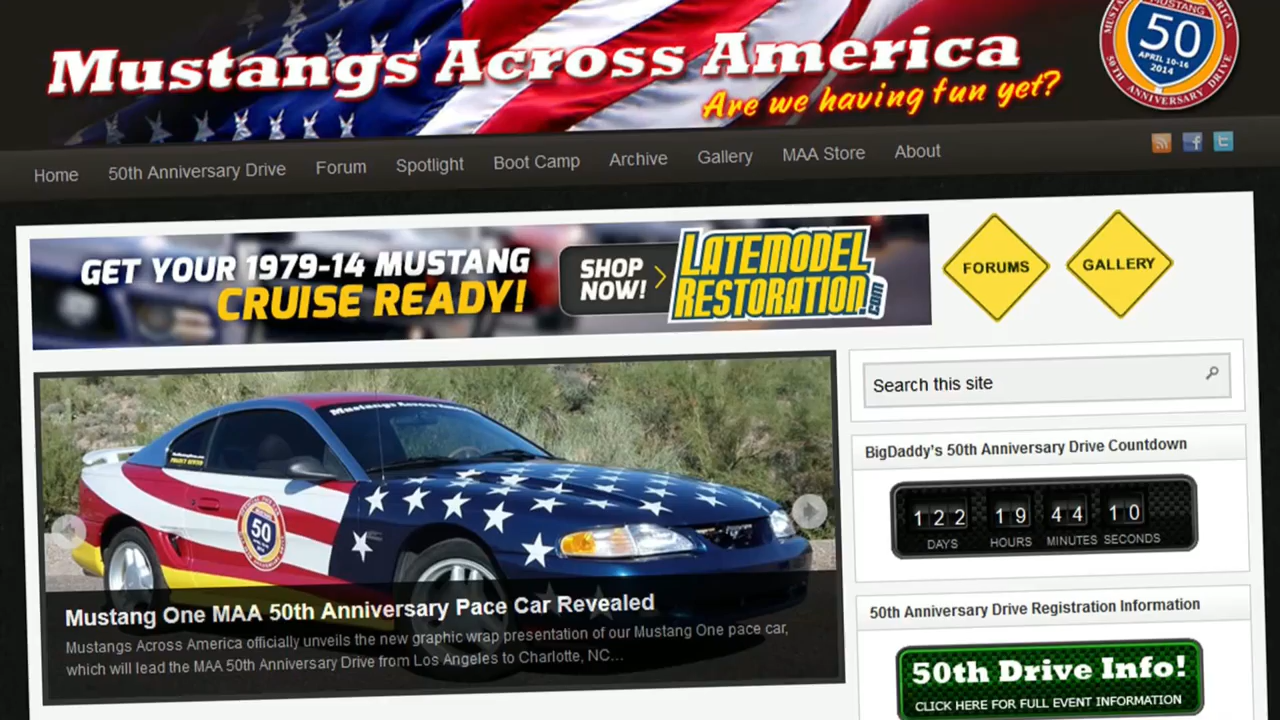 Mustangs Across America
Are we having fun yet?
MUSTANG
50
APRIL 10-16
2014
50TH ANNIVERSARY DRIVE
Home 50th Anniversary Drive Forum Spotlight Boot Camp Archive Gallery MAA Store About
GET YOUR 1979-14 MUSTANG
CRUISE READY!
SHOP
NOW!
LATEMODEL
RESTORATION.com
FORUMS
GALLERY
Search this site
BigDaddy's 50th Anniversary Drive Countdown
122 19 44 10
DAYS HOURS MINUTES SECONDS
Mustangs Across
50
Mustang One MAA 50th Anniversary Pace Car Revealed
Mustangs Across America officially unveils the new graphic wrap presentation of our Mustang One pace car,
which will lead the MAA 50th Anniversary Drive from Los Angeles to Charlotte, NC...
50th Anniversary Drive Registration Information
50th Drive Info!
CLICK HERE FOR FULL EVENT INFORMATION